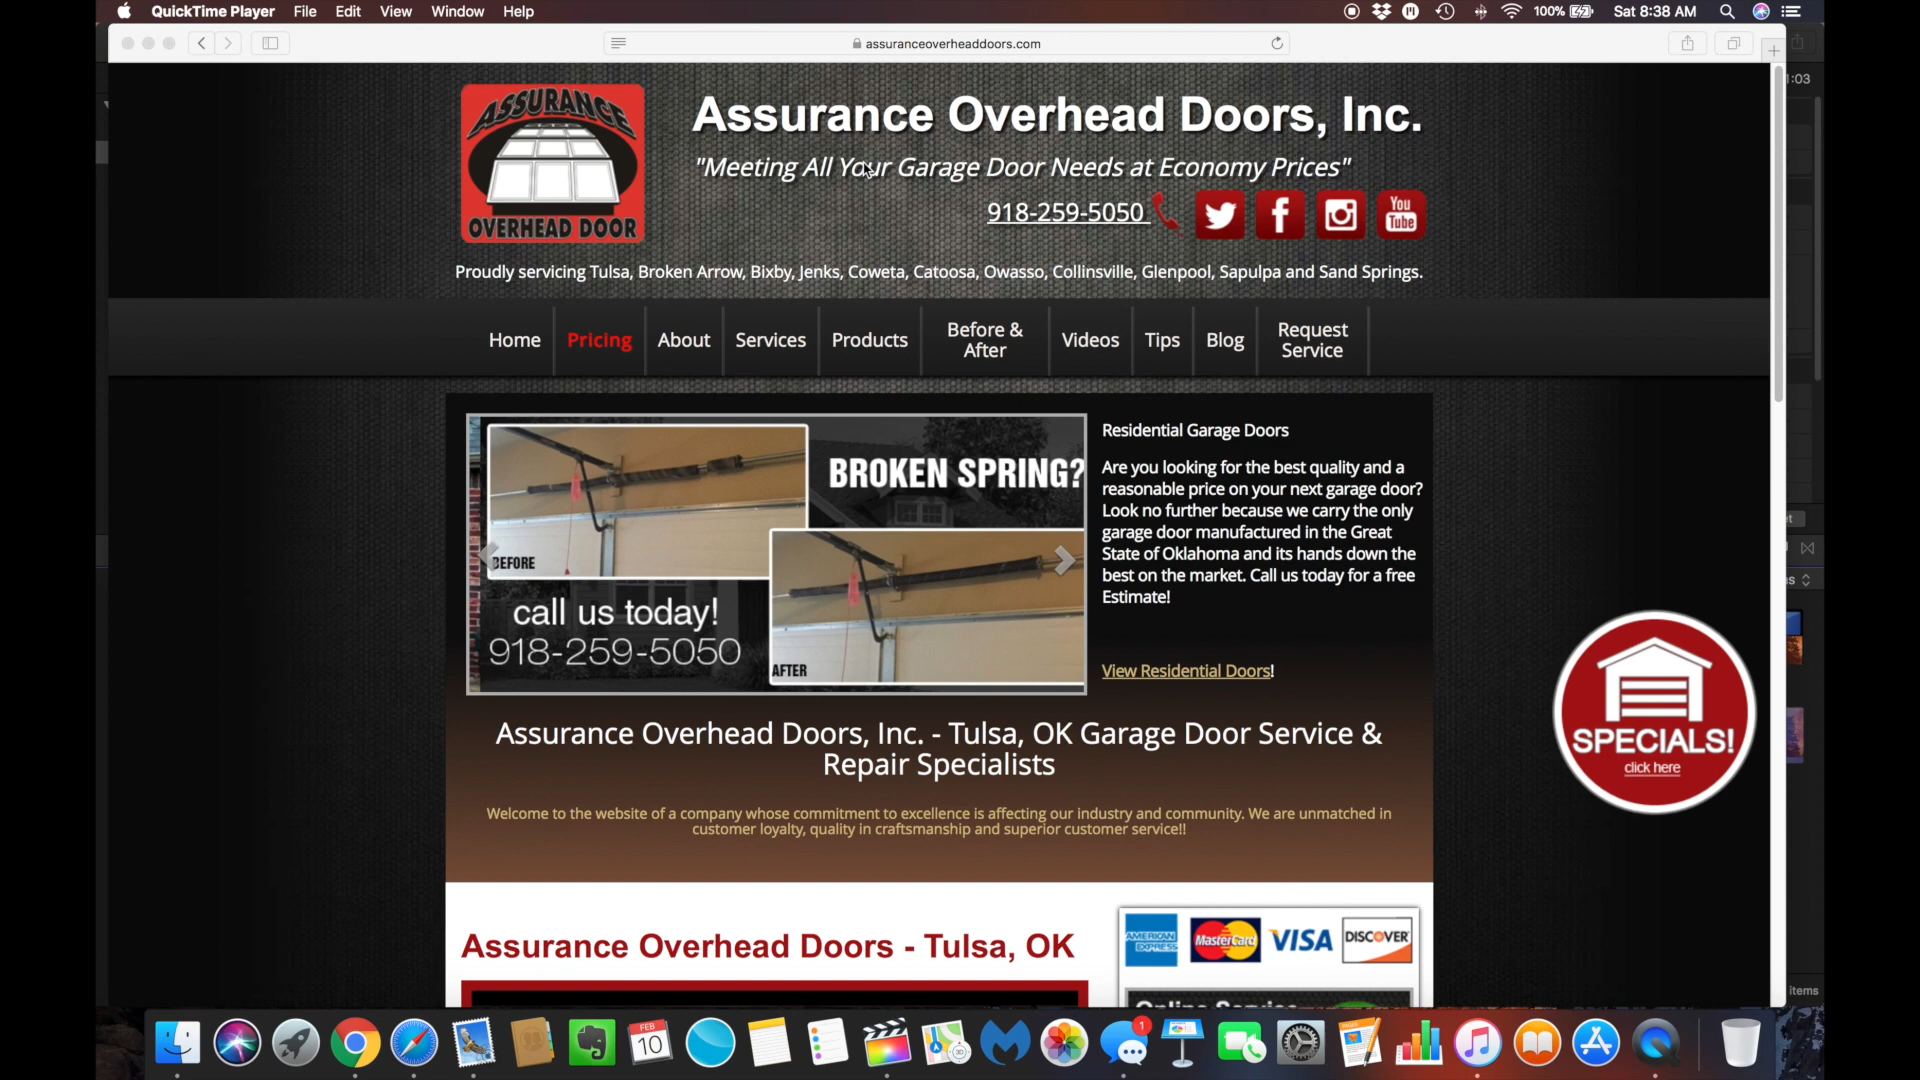 QuickTime Player File Edit View Window Help
100% Sat 8:38 AM
assuranceoverheaddoors.com
:03
ASSURANCE
OVERHEAD DOOR
Assurance Overhead Doors, Inc.
"Meeting All Your Garage Door Needs at Economy Prices"
918-259-5050
You
Tube
Proudly servicing Tulsa, Broken Arrow, Bixby, Jenks, Coweta, Catoosa, Owasso, Collinsville, Glenpool, Sapulpa and Sand Springs.
Home Pricing About Services Products Before & After Videos Tips Blog Request Service
BROKEN SPRING?
BEFORE
call us today!
918-259-5050
AFTER
Residential Garage Doors
Are you looking for the best quality and a
reasonable price on your next garage door?
Look no further because we carry the only
garage door manufactured in the Great
State of Oklahoma and its hands down the
best on the market. Call us today for a free
Estimate!
View Residential Doors!
SPECIALS!
click here
Assurance Overhead Doors, Inc. - Tulsa, OK Garage Door Service &
Repair Specialists
Welcome to the website of a company whose commitment to excellence is affecting our industry and community. We are unmatched in
customer loyalty, quality in craftsmanship and superior customer service!!
Assurance Overhead Doors - Tulsa, OK
AMERICAN EXPRESS MasterCard VISA DISCOVER
Online Service
items
FEB
10
1
3D
PAGES